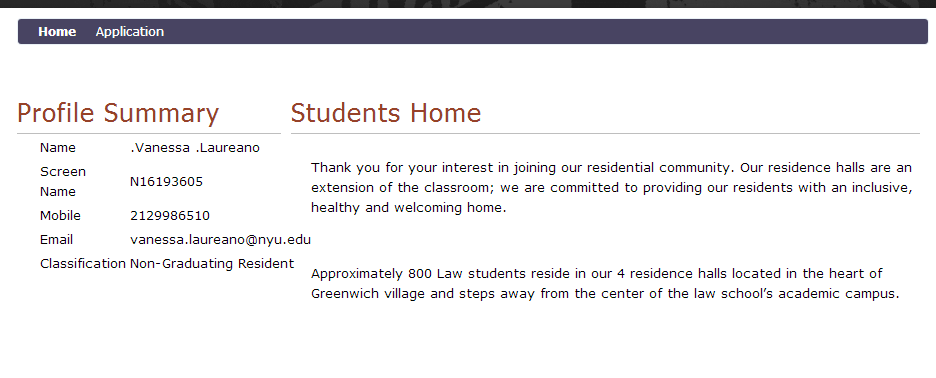 Home Application
Profile Summary
Name .Vanessa .Laureano
Screen
Name N16193605
Mobile 2129986510
Email vanessa.laureano@nyu.edu
Classification Non-Graduating Resident
Students Home
Thank you for your interest in joining our residential community. Our residence halls are an
extension of the classroom; we are committed to providing our residents with an inclusive,
healthy and welcoming home.
Approximately 800 Law students reside in our 4 residence halls located in the heart of
Greenwich village and steps away from the center of the law school’s academic campus.